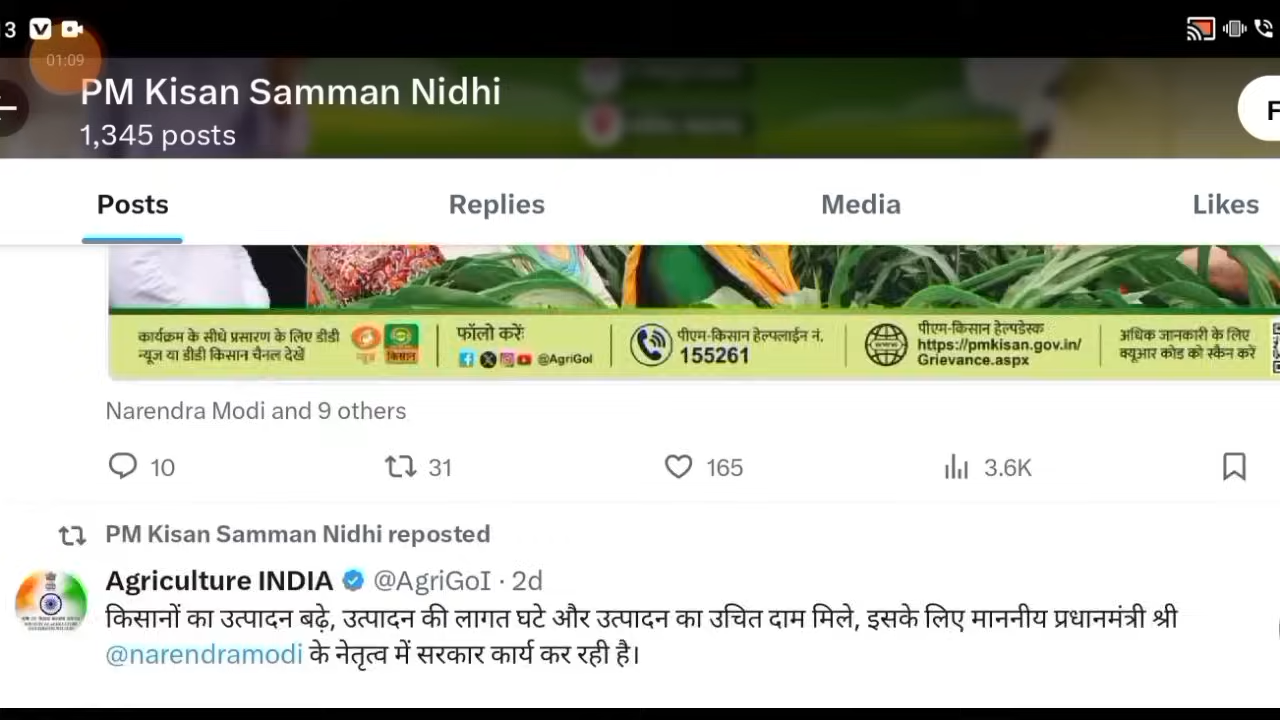 13
01:09
PM Kisan Samman Nidhi
1,345 posts
F
Posts
Replies
Media
Likes
कार्यक्रम के सीधे प्रसारण के लिए डीडी
न्यूज या डीडी किसान चैनल देखें
न्यूज
किसान
फॉलो करेंः
@AgriGoI
पीएम-किसान हेल्पलाईन नं.
155261
पीएम-किसान हेल्पडेस्क
https://pmkisan.gov.in/
Grievance.aspx
अधिक जानकारी के लिए
क्यूआर कोड को स्कैन करें
Narendra Modi and 9 others
10
31
165
3.6K
PM Kisan Samman Nidhi reposted
Agriculture INDIA @AgriGoI · 2d
किसानों का उत्पादन बढ़े, उत्पादन की लागत घटे और उत्पादन का उचित दाम मिले, इसके लिए माननीय प्रधानमंत्री श्री
@narendramodi के नेतृत्व में सरकार कार्य कर रही है।